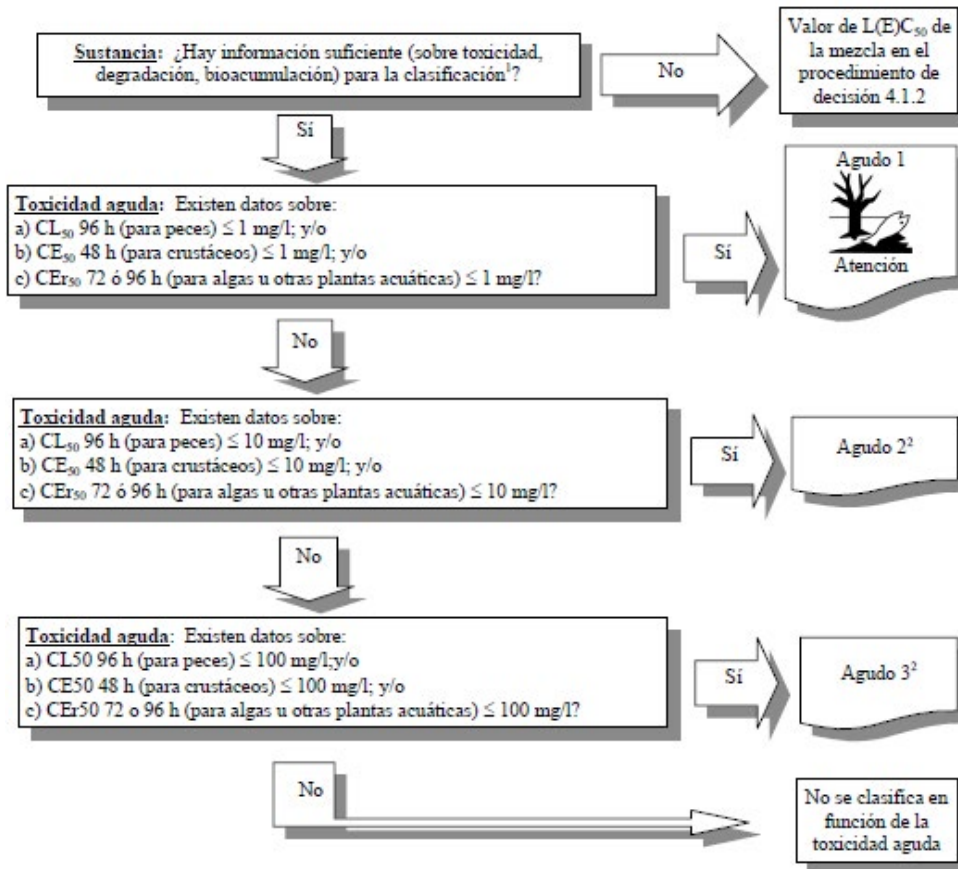 Sustancia: ¿Hay información suficiente (sobre toxicidad,
degradación, bioacumulación) para la clasificación¹?
No
Valor de L(E)C₅₀ de
la mezcla en el
procedimiento de
decisión 4.1.2
Sí
Toxicidad aguda: Existen datos sobre:
a) CL₅₀ 96 h (para peces) ≤ 1 mg/l; y/o
b) CE₅₀ 48 h (para crustáceos) ≤ 1 mg/l; y/o
c) CEr₅₀ 72 ó 96 h (para algas u otras plantas acuáticas) ≤ 1 mg/l?
Sí
Agudo 1
Atención
No
Toxicidad aguda: Existen datos sobre:
a) CL₅₀ 96 h (para peces) ≤ 10 mg/l; y/o
b) CE₅₀ 48 h (para crustáceos) ≤ 10 mg/l; y/o
c) CEr₅₀ 72 ó 96 h (para algas u otras plantas acuáticas) ≤ 10 mg/l?
Sí
Agudo 2²
No
Toxicidad aguda: Existen datos sobre:
a) CL50 96 h (para peces) ≤ 100 mg/l;y/o
b) CE50 48 h (para crustáceos) ≤ 100 mg/l; y/o
c) CEr50 72 o 96 h (para algas u otras plantas acuáticas) ≤ 100 mg/l?
Sí
Agudo 3²
No
No se clasifica en
función de la
toxicidad aguda